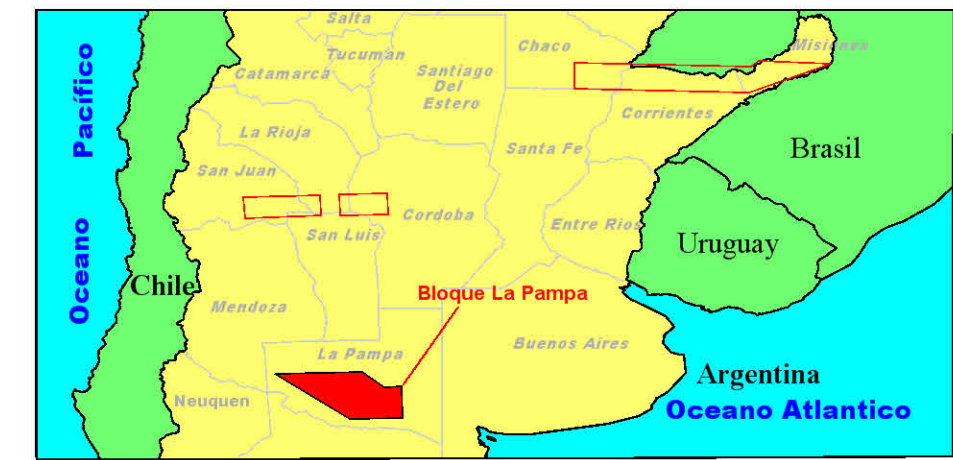 Salta
Tucuman
Catamarca
Santiago
Del
Estero
Chaco
Misiones
Corrientes
La Rioja
Santa Fe
San Juan
Cordoba
San Luis
Entre Rios
Mendoza
La Pampa
Buenos Aires
Neuquen
Oceano Pacífico
Chile
Brasil
Uruguay
Bloque La Pampa
Argentina
Oceano Atlantico